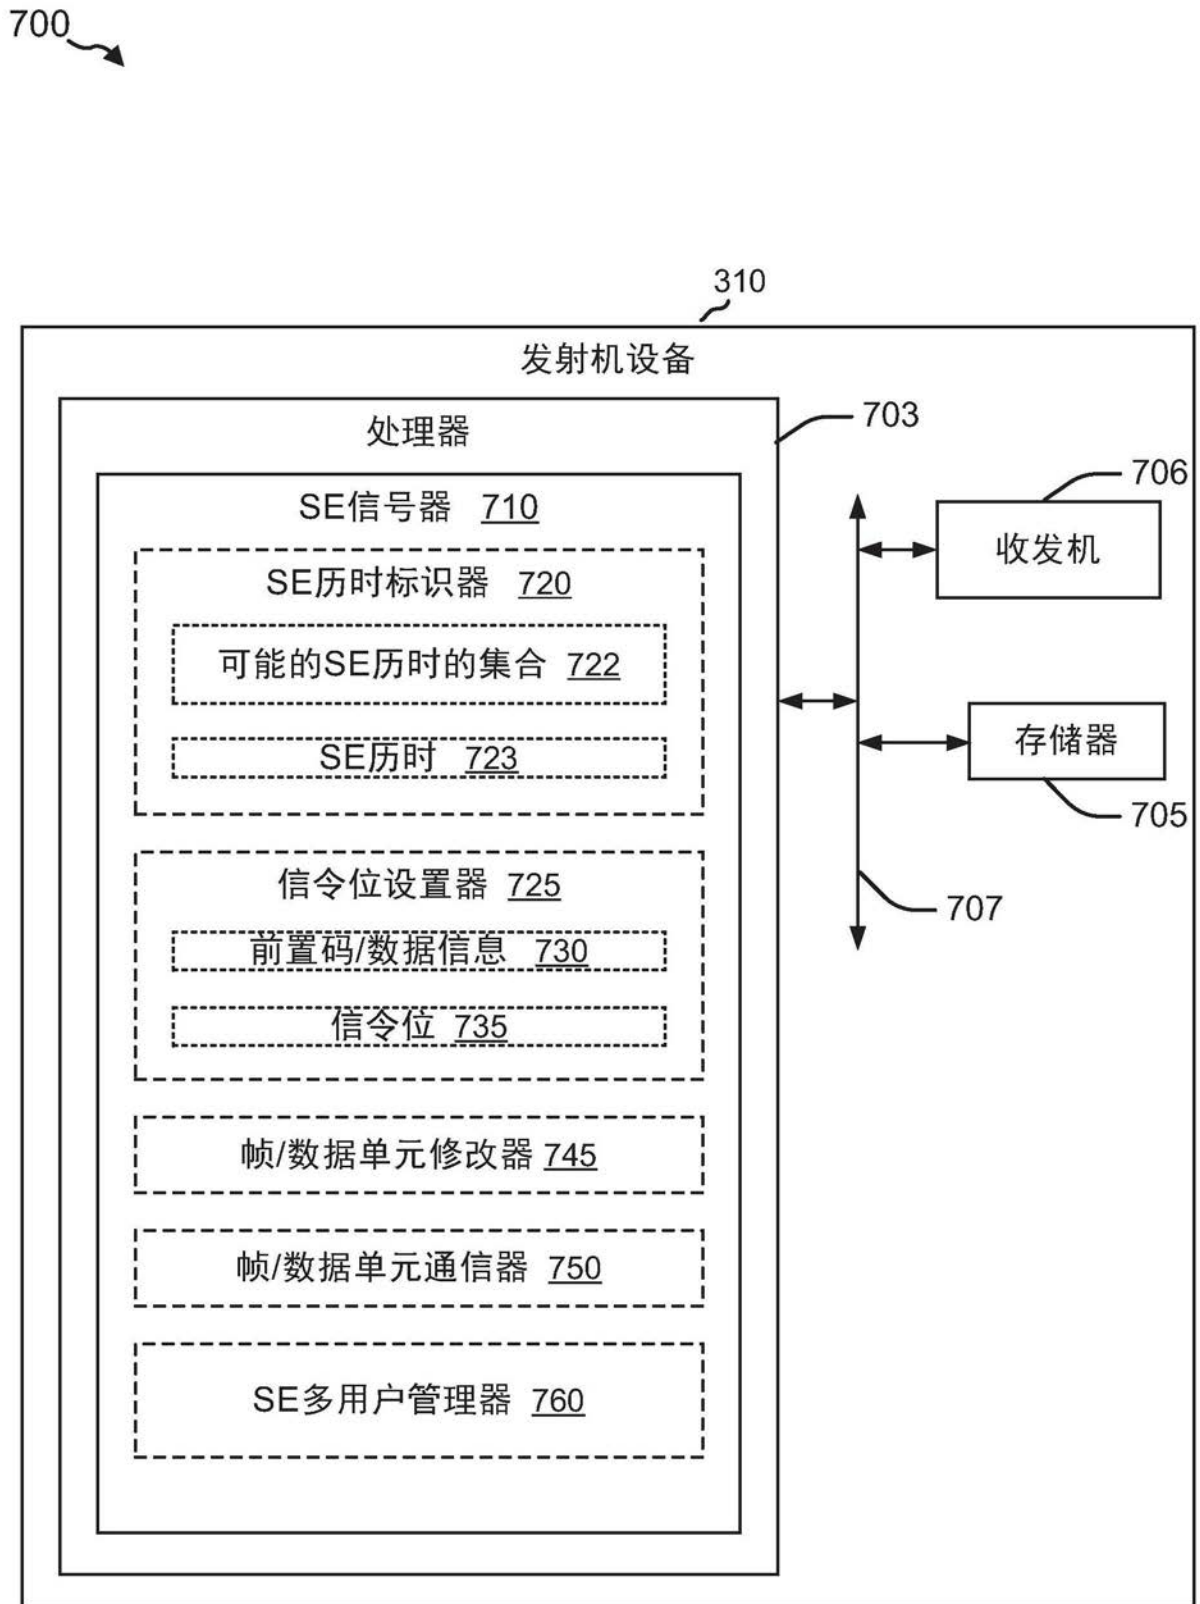 700
310
发射机设备
处理器
703
SE信号器 710
706
收发机
SE历时标识器 720
可能的SE历时的集合 722
SE历时 723
存储器
705
信令位设置器 725
707
前置码/数据信息 730
信令位 735
帧/数据单元修改器 745
帧/数据单元通信器 750
SE多用户管理器 760